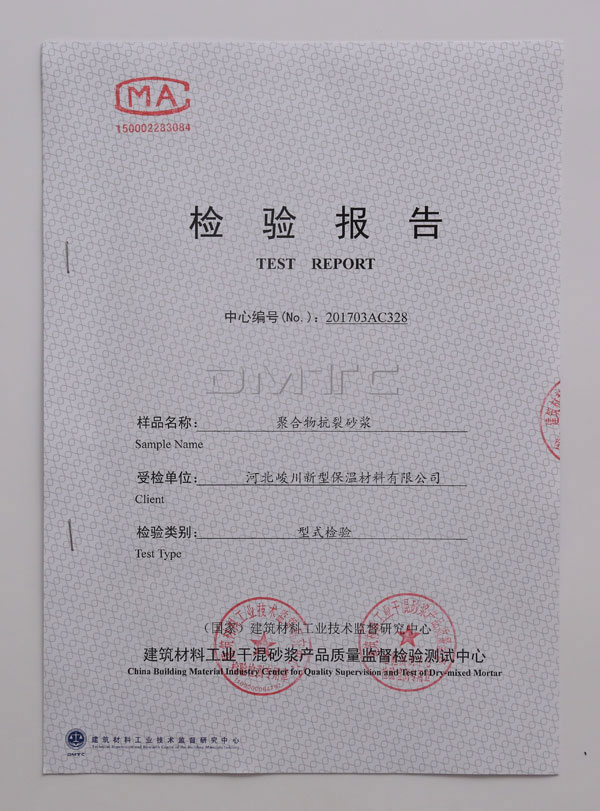 CMA
150002283084
检 验 报 告
TEST REPORT
中心编号(No.): 201703AC328
DMTC
样品名称: 聚合物抗裂砂浆
Sample Name
受检单位: 河北峻川新型保温材料有限公司
Client
检验类别: 型式检验
Test Type
(国家)建筑材料工业技术监督研究中心
建筑材料工业干混砂浆产品质量监督检验测试中心
China Building Material Industry Center for Quality Supervision and Test of Dry-mixed Mortar
建筑材料工业技术监督研究中心
DMTC